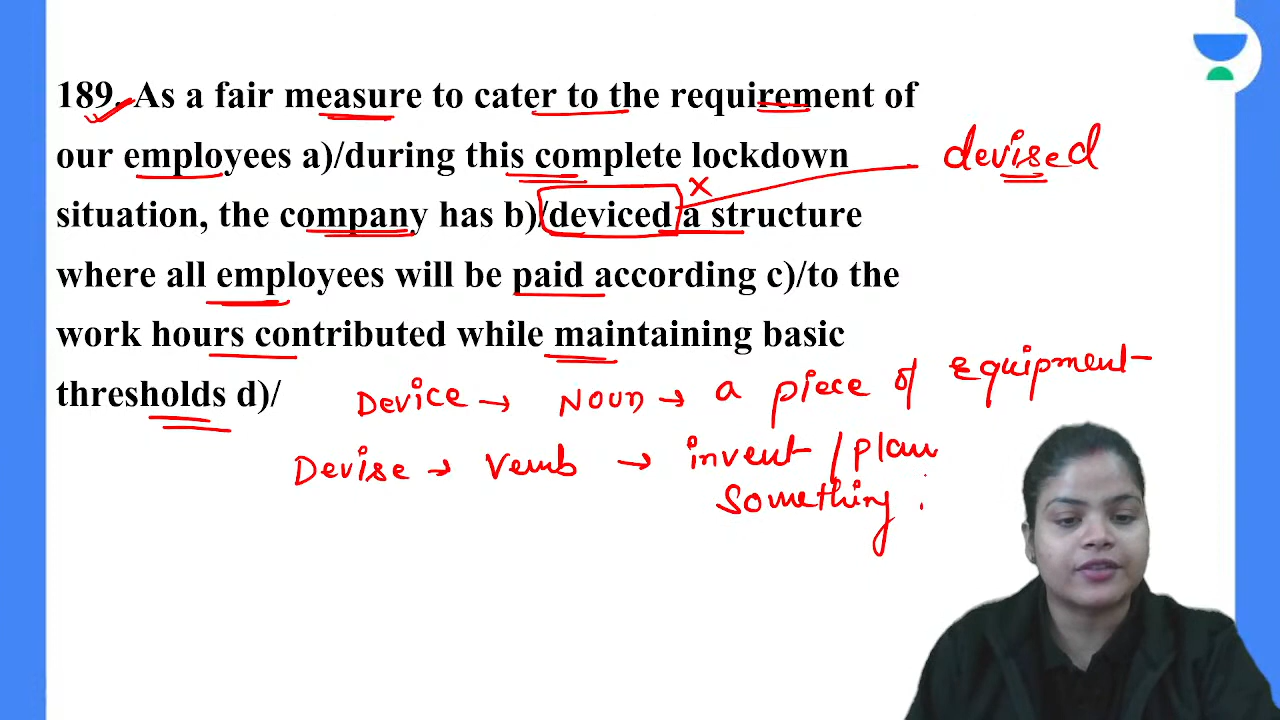 189. As a fair measure to cater to the requirement of
our employees a)/during this complete lockdown
devised
situation, the company has b)/deviced a structure
x
where all employees will be paid according c)/to the
work hours contributed while maintaining basic
thresholds d)/
Device → Noun → a piece of Equipment
Devise → Verb → invent / plan
something.